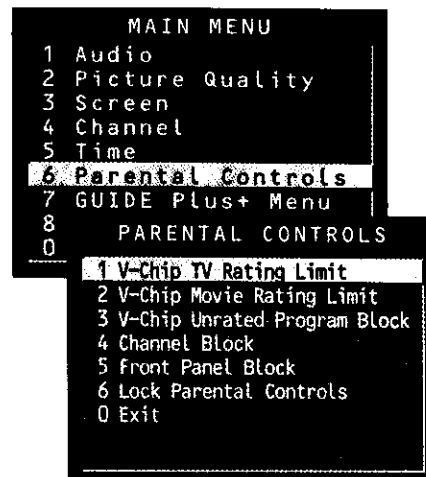 MAIN MENU
1 Audio
2 Picture Quality
3 Screen
4 Channel
5 Time
6 Parental Controls
7 GUIDE Plus+ Menu
8
0
PARENTAL CONTROLS
1 V-Chip TV Rating Limit
2 V-Chip Movie Rating Limit
3 V-Chip Unrated Program Block
4 Channel Block
5 Front Panel Block
6 Lock Parental Controls
0 Exit